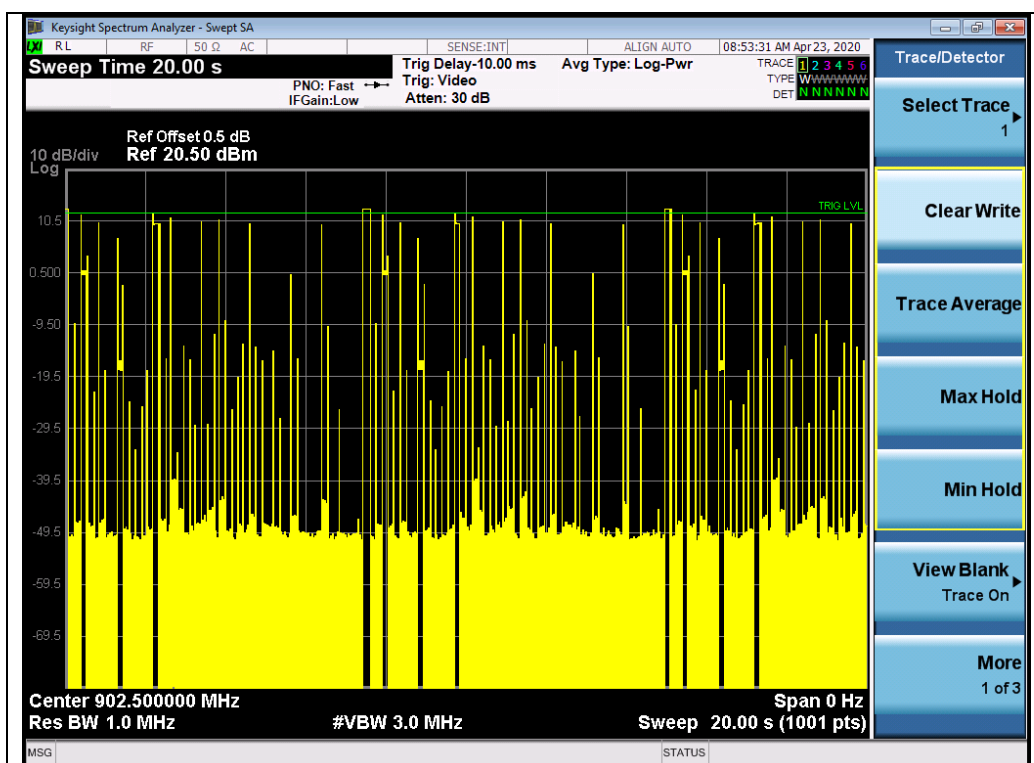 Keysight Spectrum Analyzer - Swept SA
LXI RL RF 50 Ω AC SENSE:INT ALIGN AUTO 08:53:31 AM Apr 23, 2020
Sweep Time 20.00 s
Trig Delay-10.00 ms Avg Type: Log-Pwr TRACE 1 2 3 4 5 6
PNO: Fast Trig: Video TYPE WWWWWW
IFGain:Low Atten: 30 dB DET N N N N N N
Ref Offset 0.5 dB
10 dB/div Ref 20.50 dBm
Log
TRIG LVL
10.5
0.500
-9.50
-19.5
-29.5
-39.5
-49.5
-59.5
-69.5
Center 902.500000 MHz Span 0 Hz
Res BW 1.0 MHz #VBW 3.0 MHz Sweep 20.00 s (1001 pts)
MSG STATUS
Trace/Detector
Select Trace
1
Clear Write
Trace Average
Max Hold
Min Hold
View Blank
Trace On
More
1 of 3